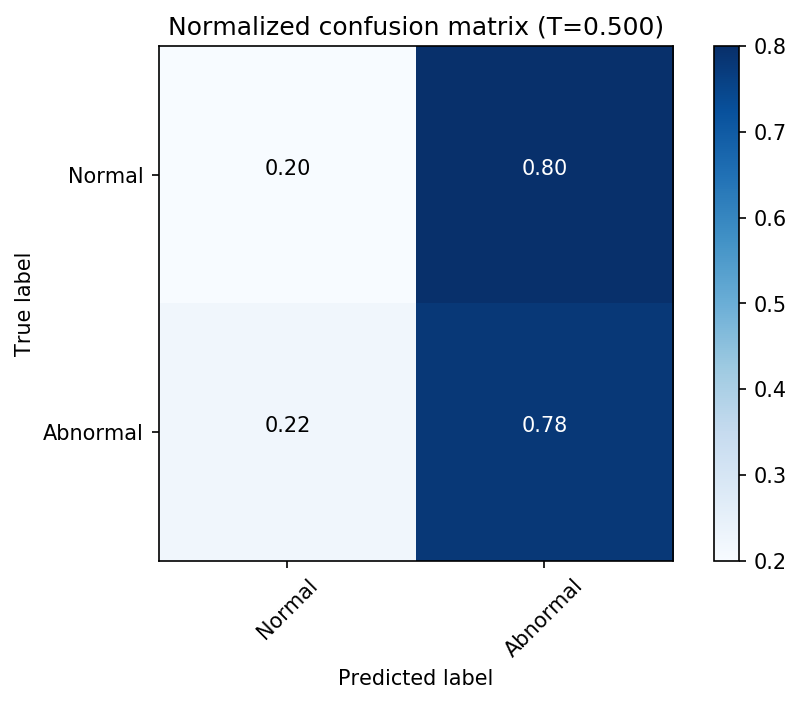 Normalized confusion matrix (T=0.500)
True label
Normal
Abnormal
0.20
0.80
0.22
0.78
Normal
Abnormal
Predicted label
0.8
0.7
0.6
0.5
0.4
0.3
0.2